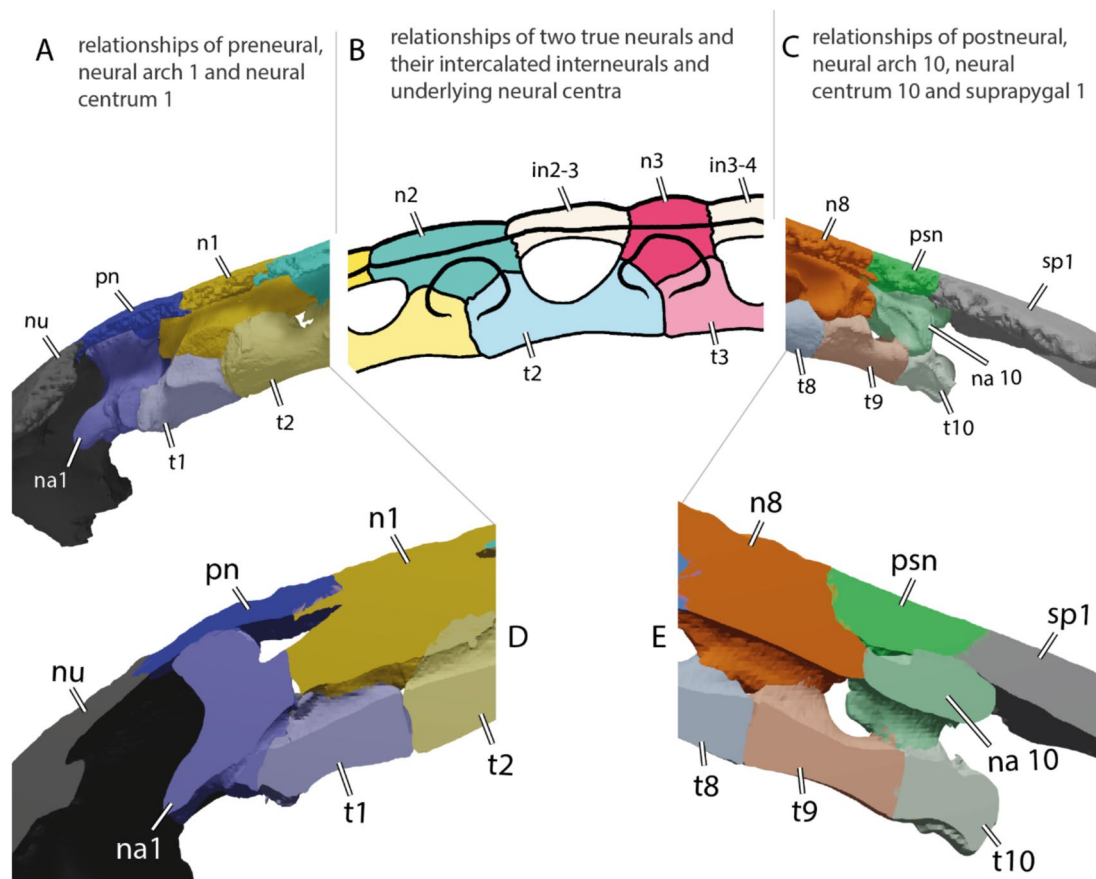 A
relationships of preneural,
neural arch 1 and neural
centrum 1
B
relationships of two true neurals and
their intercalated interneurals and
underlying neural centra
C
relationships of postneural,
neural arch 10, neural
centrum 10 and suprapygal 1
nu
pn
n1
na1
t1
t2
n2
in2-3
n3
in3-4
t2
t3
n8
psn
sp1
t8
t9
na 10
t10
nu
pn
n1
D
na1
t1
t2
E
n8
psn
sp1
t8
t9
na 10
t10